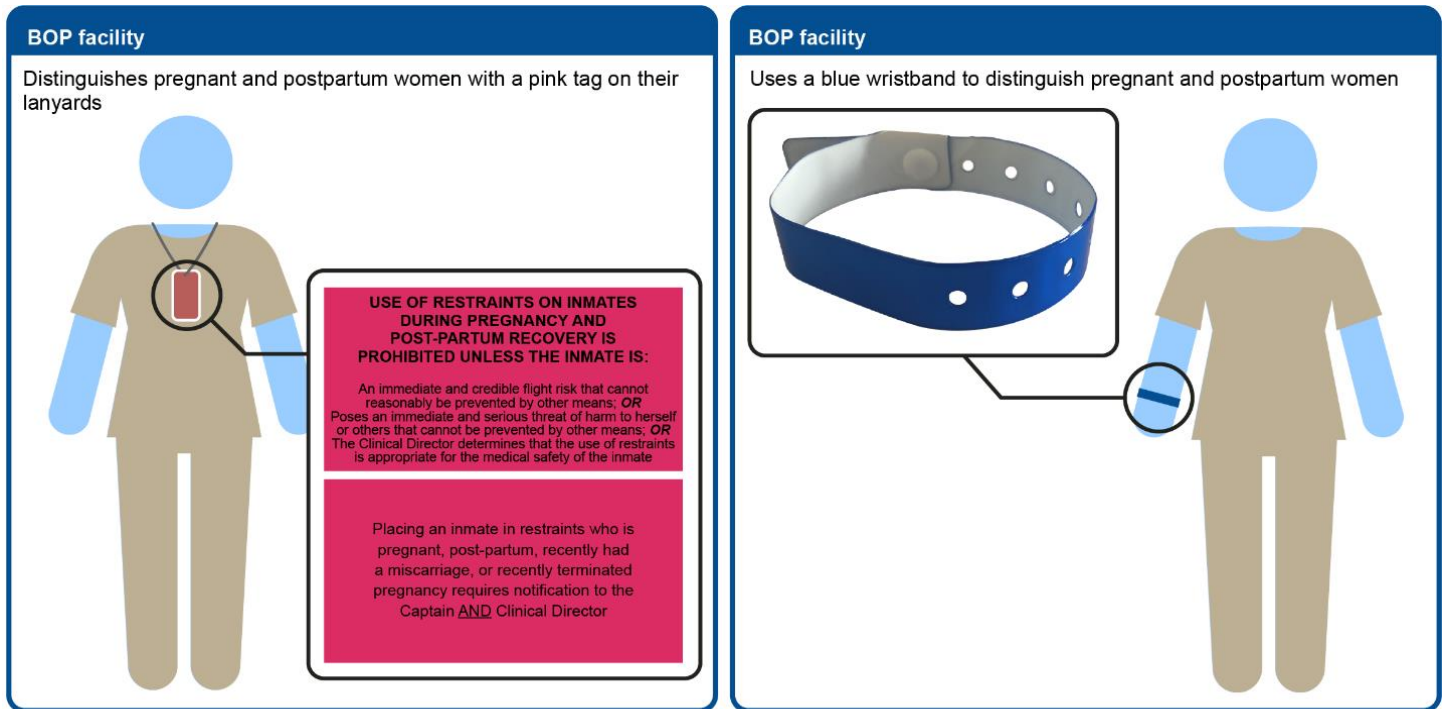 BOP facility
Distinguishes pregnant and postpartum women with a pink tag on their
lanyards
USE OF RESTRAINTS ON INMATES
DURING PREGNANCY AND
POST-PARTUM RECOVERY IS
PROHIBITED UNLESS THE INMATE IS:
An immediate and credible flight risk that cannot
reasonably be prevented by other means; OR
Poses an immediate and serious threat of harm to herself
or others that cannot be prevented by other means; OR
The Clinical Director determines that the use of restraints
is appropriate for the medical safety of the inmate
Placing an inmate in restraints who is
pregnant, post-partum, recently had
a miscarriage, or recently terminated
pregnancy requires notification to the
Captain AND Clinical Director
BOP facility
Uses a blue wristband to distinguish pregnant and postpartum women